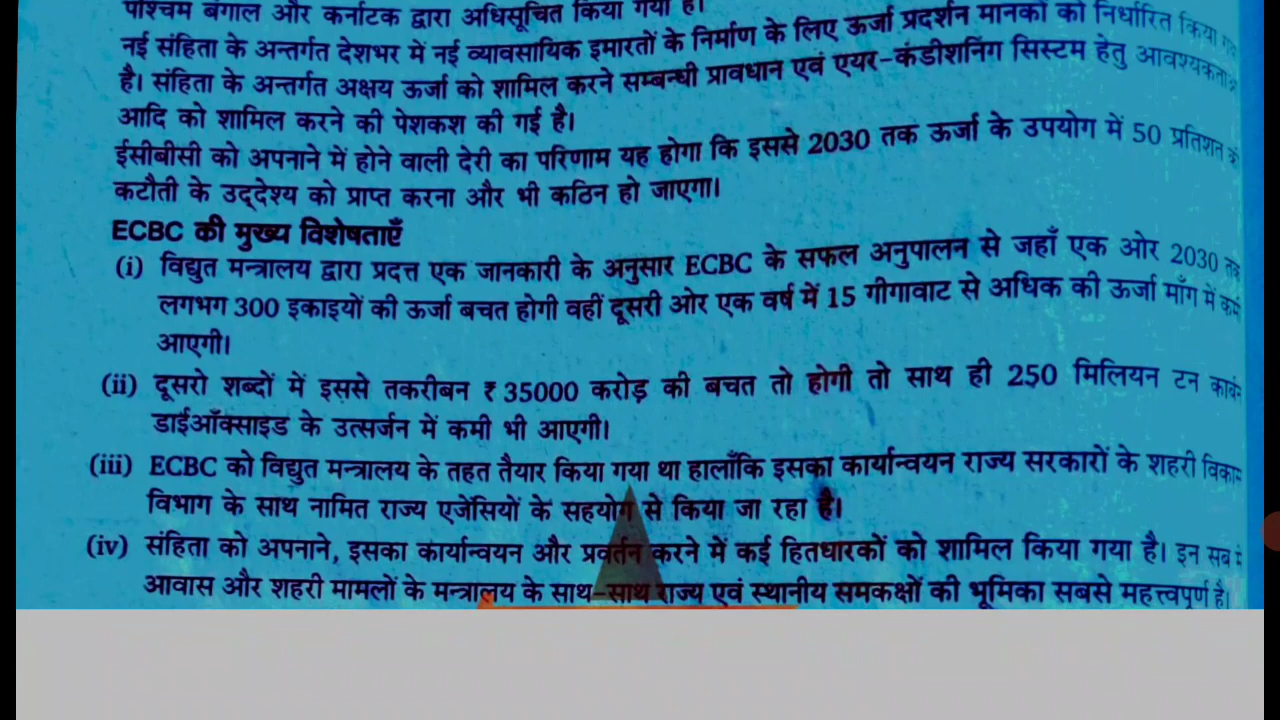 पश्चिम बंगाल और कर्नाटक द्वारा अधिसूचित किया गया है।
नई संहिता के अन्तर्गत देशभर में नई व्यावसायिक इमारतों के निर्माण के लिए ऊर्जा प्रदर्शन मानकों को निर्धारित किया गया
है। संहिता के अन्तर्गत अक्षय ऊर्जा को शामिल करने सम्बन्धी प्रावधान एवं एयर-कंडीशनिंग सिस्टम हेतु
आदि को शामिल करने की पेशकश की गई है।
ईसीबीसी को अपनाने में होने वाली देरी का परिणाम यह होगा कि इससे 2030 तक ऊर्जा के उपयोग में 50 प्रतिशत की
कटौती के उद्देश्य को प्राप्त करना और भी कठिन हो जाएगा।
ECBC की मुख्य विशेषताएँ
(i) विद्युत मन्त्रालय द्वारा प्रदत्त एक जानकारी के अनुसार ECBC के सफल अनुपालन से जहाँ एक ओर 2030 तक
लगभग 300 इकाइयों की ऊर्जा बचत होगी वहीं दूसरी ओर एक वर्ष में 15 गीगावाट से अधिक की ऊर्जा माँग में कमी
आएगी।
(ii) दूसरो शब्दों में इससे तकरीबन ₹ 35000 करोड़ की बचत तो होगी तो साथ ही 250 मिलियन टन कार्बन
डाईऑक्साइड के उत्सर्जन में कमी भी आएगी।
(iii) ECBC को विद्युत मन्त्रालय के तहत तैयार किया गया था हालाँकि इसका कार्यान्वयन राज्य सरकारों के शहरी विकास
विभाग के साथ नामित राज्य एजेंसियों के सहयोग से किया जा रहा है।
(iv) संहिता को अपनाने, इसका कार्यान्वयन और प्रवर्तन करने में कई हितधारकों को शामिल किया गया है। इन सब में
आवास और शहरी मामलों के मन्त्रालय के साथ-साथ राज्य एवं स्थानीय समकक्षों की भूमिका सबसे महत्त्वपूर्ण है।